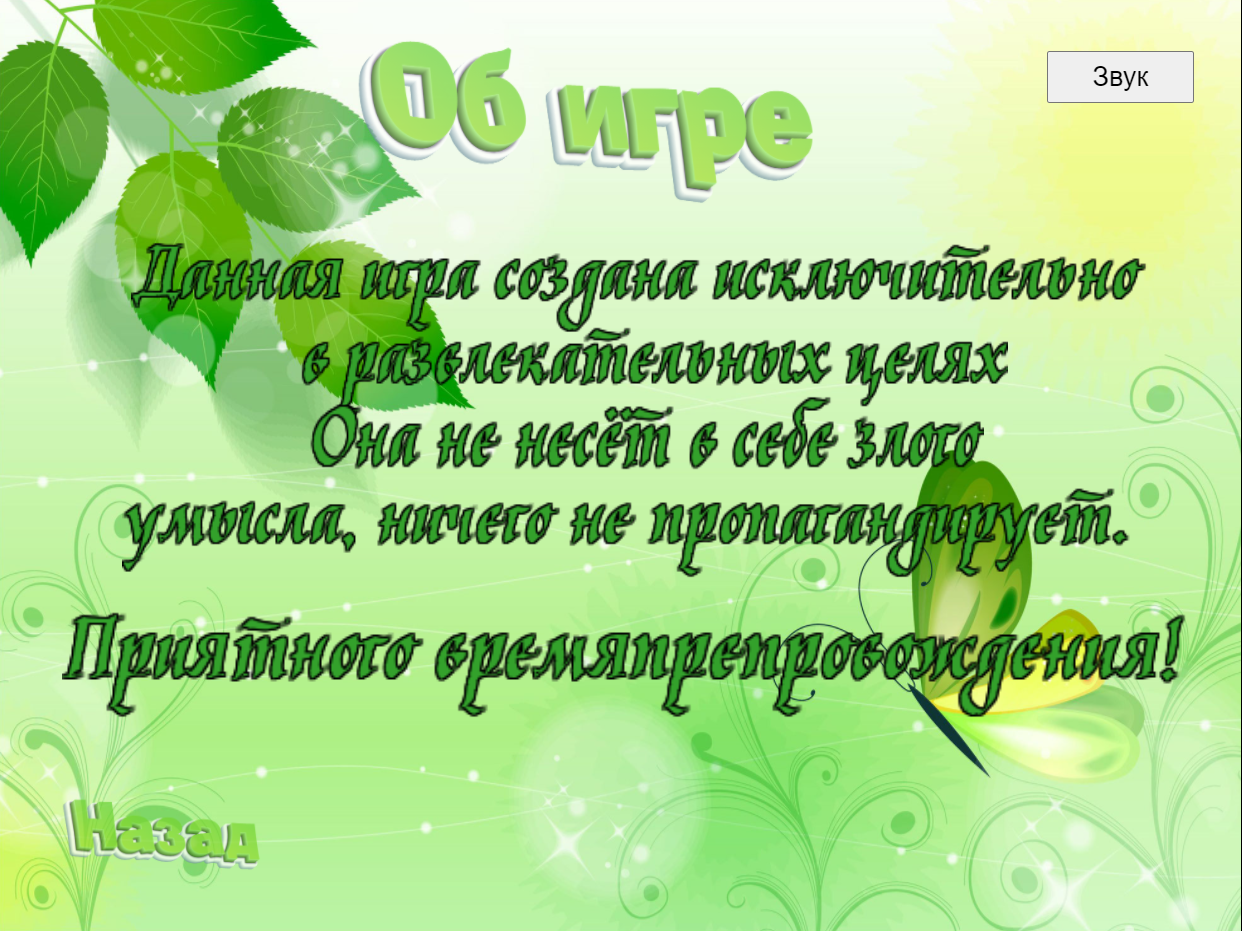 Об игре
Звук
Данная игра создана исключительно
в развлекательных целях
Она не несёт в себе злого
умысла, ничего не пропагандирует.
Приятного времяпрепровождения!
Назад